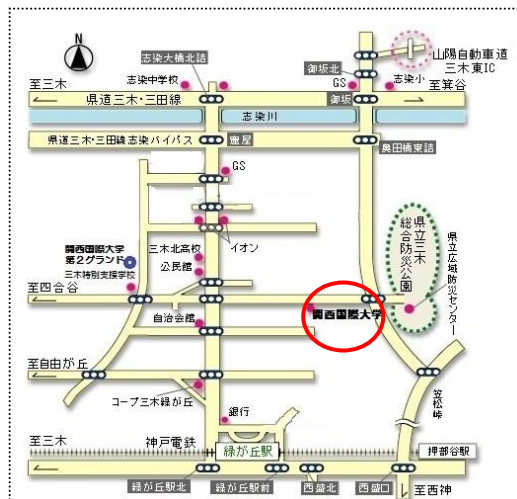 N
志染大橋北詰
山陽自動車道
三木東IC
御坂北
志染中学校
GS
志染小
至三木
至箕谷
県道三木・三田線
御坂
志染川
県道三木・三田線志染バイパス
窟屋
奥田橋東詰
GS
イオン
三木北高校
公民館
関西国際大学
第2グランド
三木特別支援学校
県立三木
総合防災公園
県立広域防災センター
至四合谷
関西国際大学
自治会館
至自由が丘
コープ三木緑が丘
笠松峠
銀行
至三木
神戸電鉄
緑が丘駅
押部谷駅
緑が丘駅北
緑が丘駅前
西盛北
西盛口
至西神